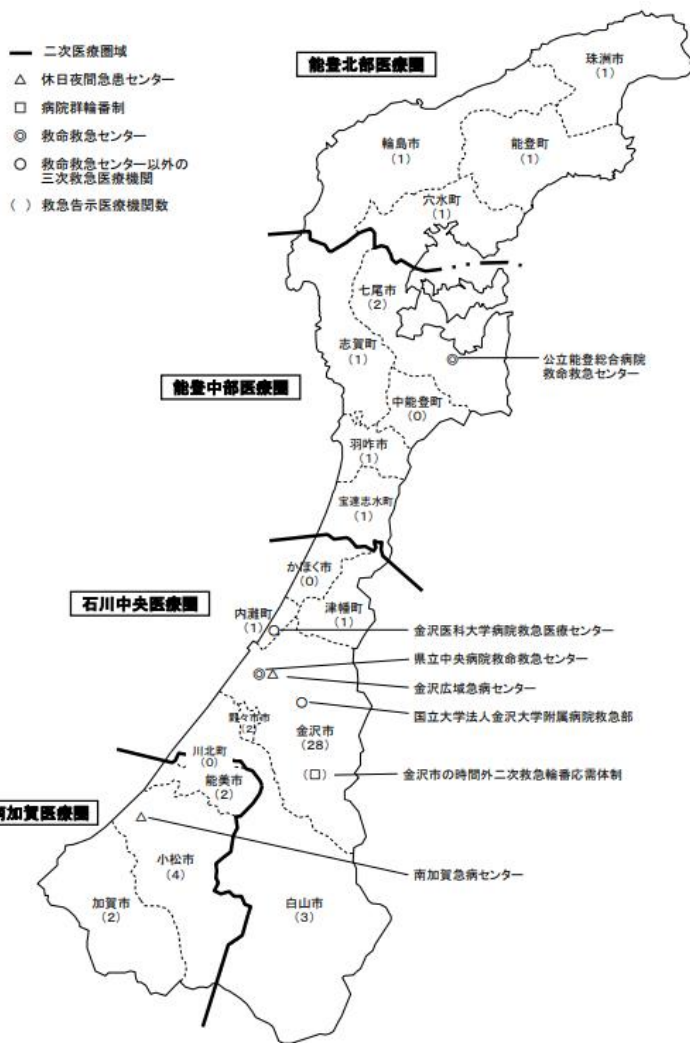 二次医療圏域
休日夜間急患センター
病院群輪番制
救命救急センター
救命救急センター以外の
三次救急医療機関
( ) 救急告示医療機関数
能登北部医療圏
珠洲市
(1)
輪島市
(1)
能登町
(1)
穴水町
(1)
七尾市
(2)
志賀町
(1)
公立能登総合病院
救命救急センター
能登中部医療圏
中能登町
(0)
羽咋市
(1)
宝達志水町
(1)
かほく市
(0)
石川中央医療圏
内灘町
(1)
津幡町
(1)
金沢医科大学病院救急医療センター
県立中央病院救命救急センター
金沢広域急病センター
国立大学法人金沢大学附属病院救急部
野々市市
(2)
金沢市
(28)
川北町
(0)
能美市
(2)
(□)
金沢市の時間外二次救急輪番応需体制
南加賀医療圏
小松市
(4)
南加賀急病センター
加賀市
(2)
白山市
(3)